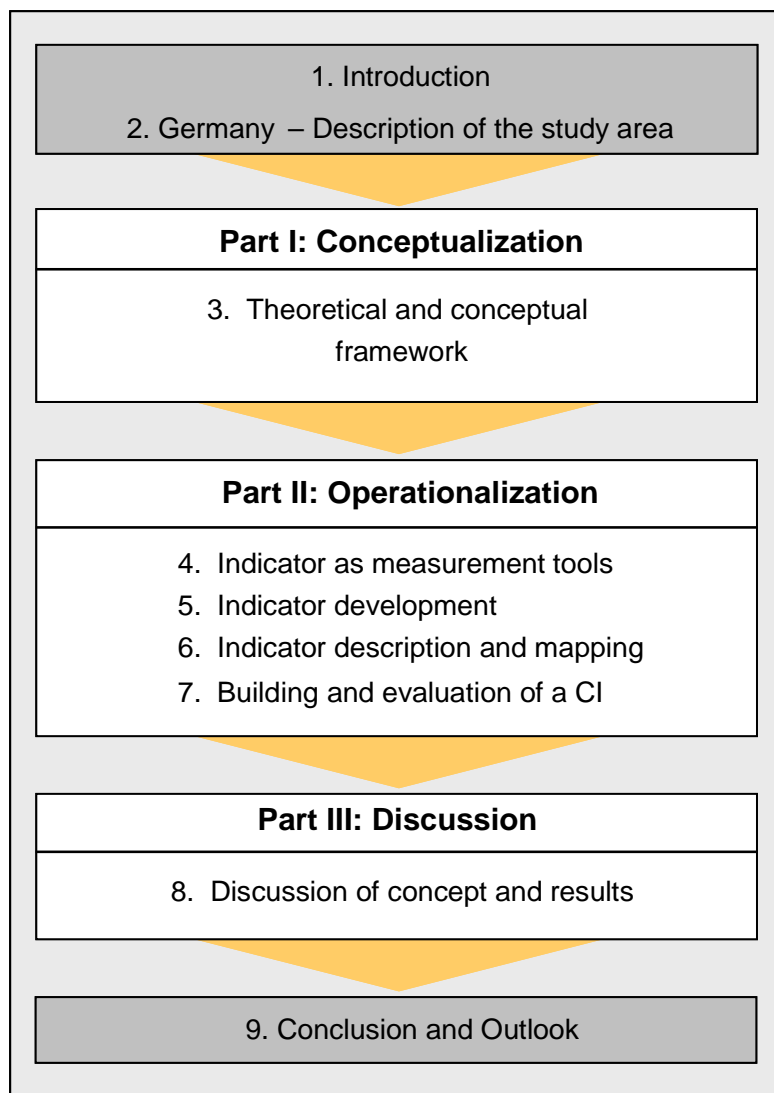 1. Introduction
2. Germany – Description of the study area
Part I: Conceptualization
3. Theoretical and conceptual
framework
Part II: Operationalization
4. Indicator as measurement tools
5. Indicator development
6. Indicator description and mapping
7. Building and evaluation of a CI
Part III: Discussion
8. Discussion of concept and results
9. Conclusion and Outlook